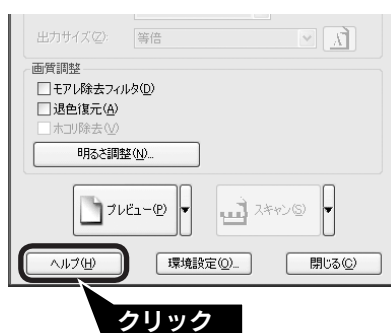 出力サイズ(Z): 等倍
画質調整
モアレ除去フィルタ(D)
退色復元(A)
ホコリ除去(V)
明るさ調整(N)...
プレビュー(P) スキャン(S)
ヘルプ(H) 環境設定(O)... 閉じる(C)
クリック